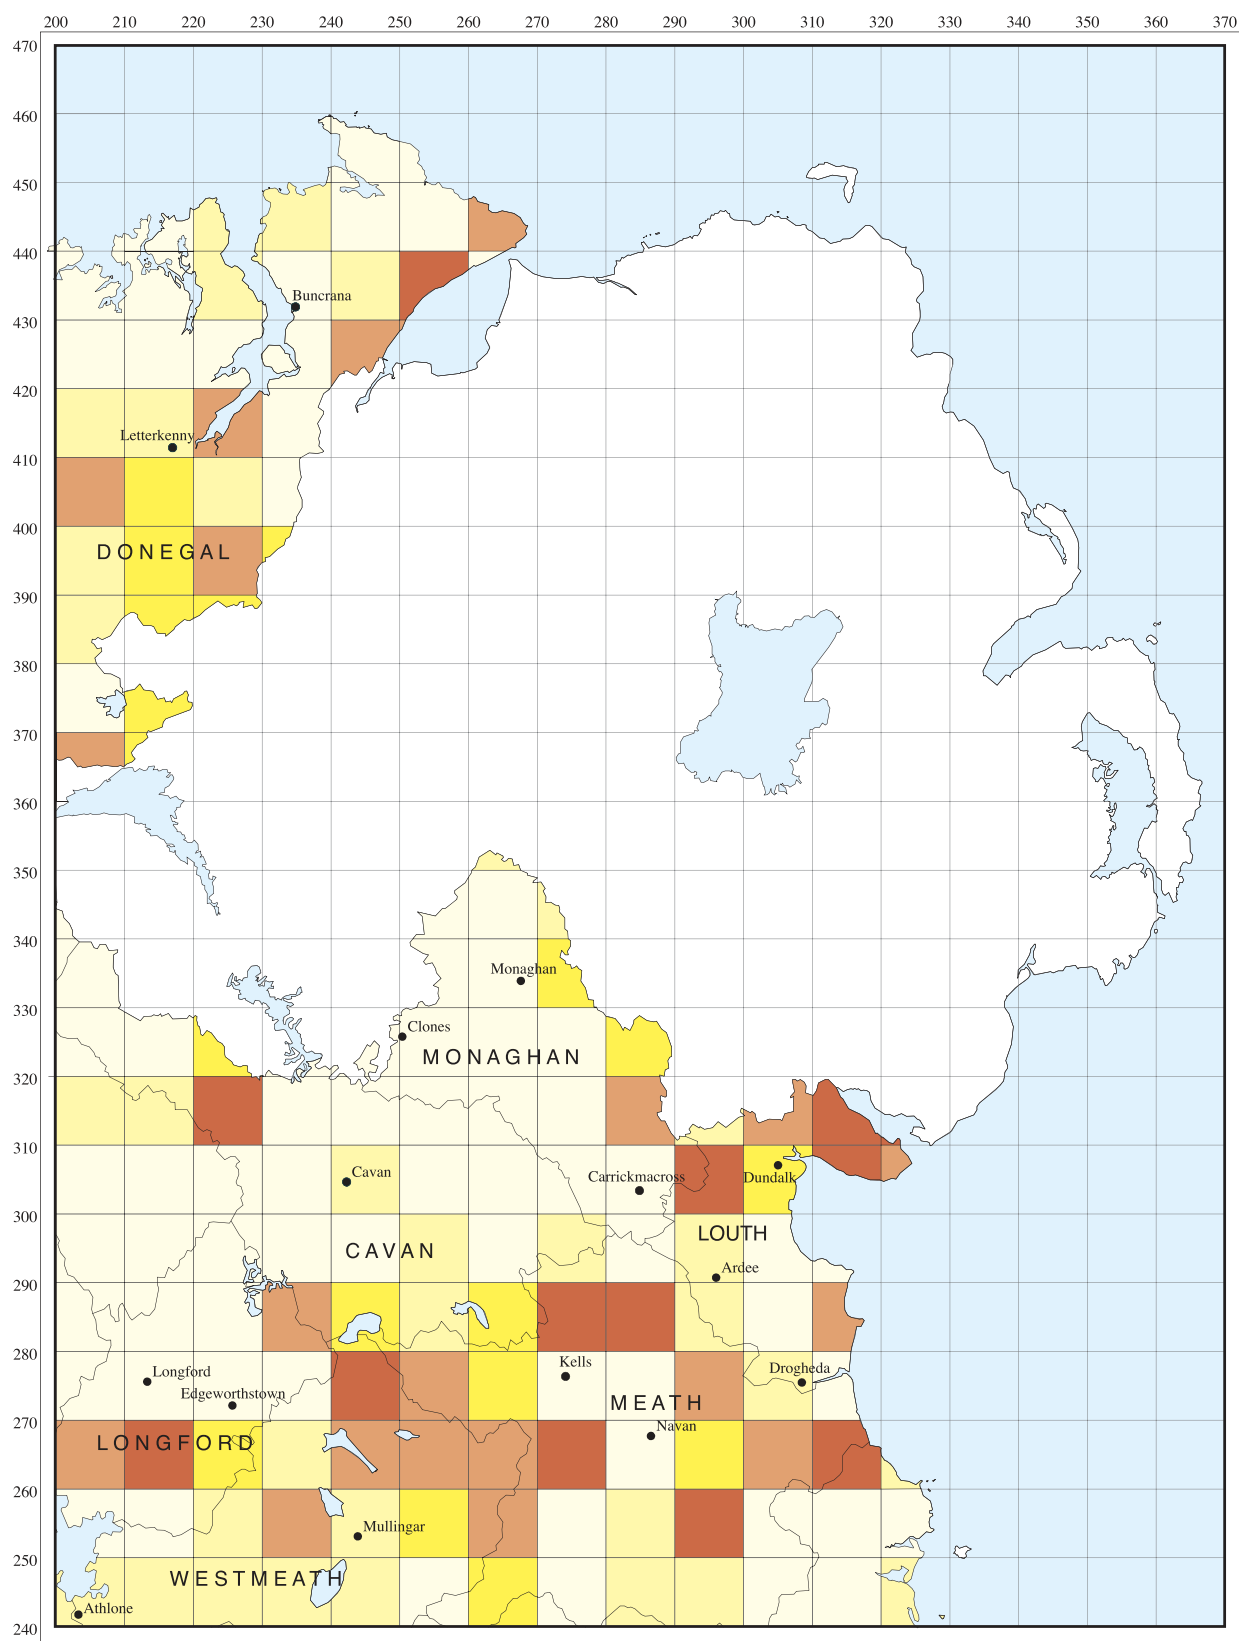 200 210 220 230 240 250 260 270 280 290 300 310 320 330 340 350 360 370
470
460
450
440
Buncrana
430
420
Letterkenny
410
400
DONEGAL
390
380
370
360
350
340
Monaghan
330
Clones
MONAGHAN
320
310
Cavan
Carrickmacross
Dundalk
300
LOUTH
CAVAN
Ardee
290
280
Kells
Longford
Drogheda
Edgeworthstown
MEATH
270
Navan
LONGFORD
260
Mullingar
250
WESTMEATH
Athlone
240